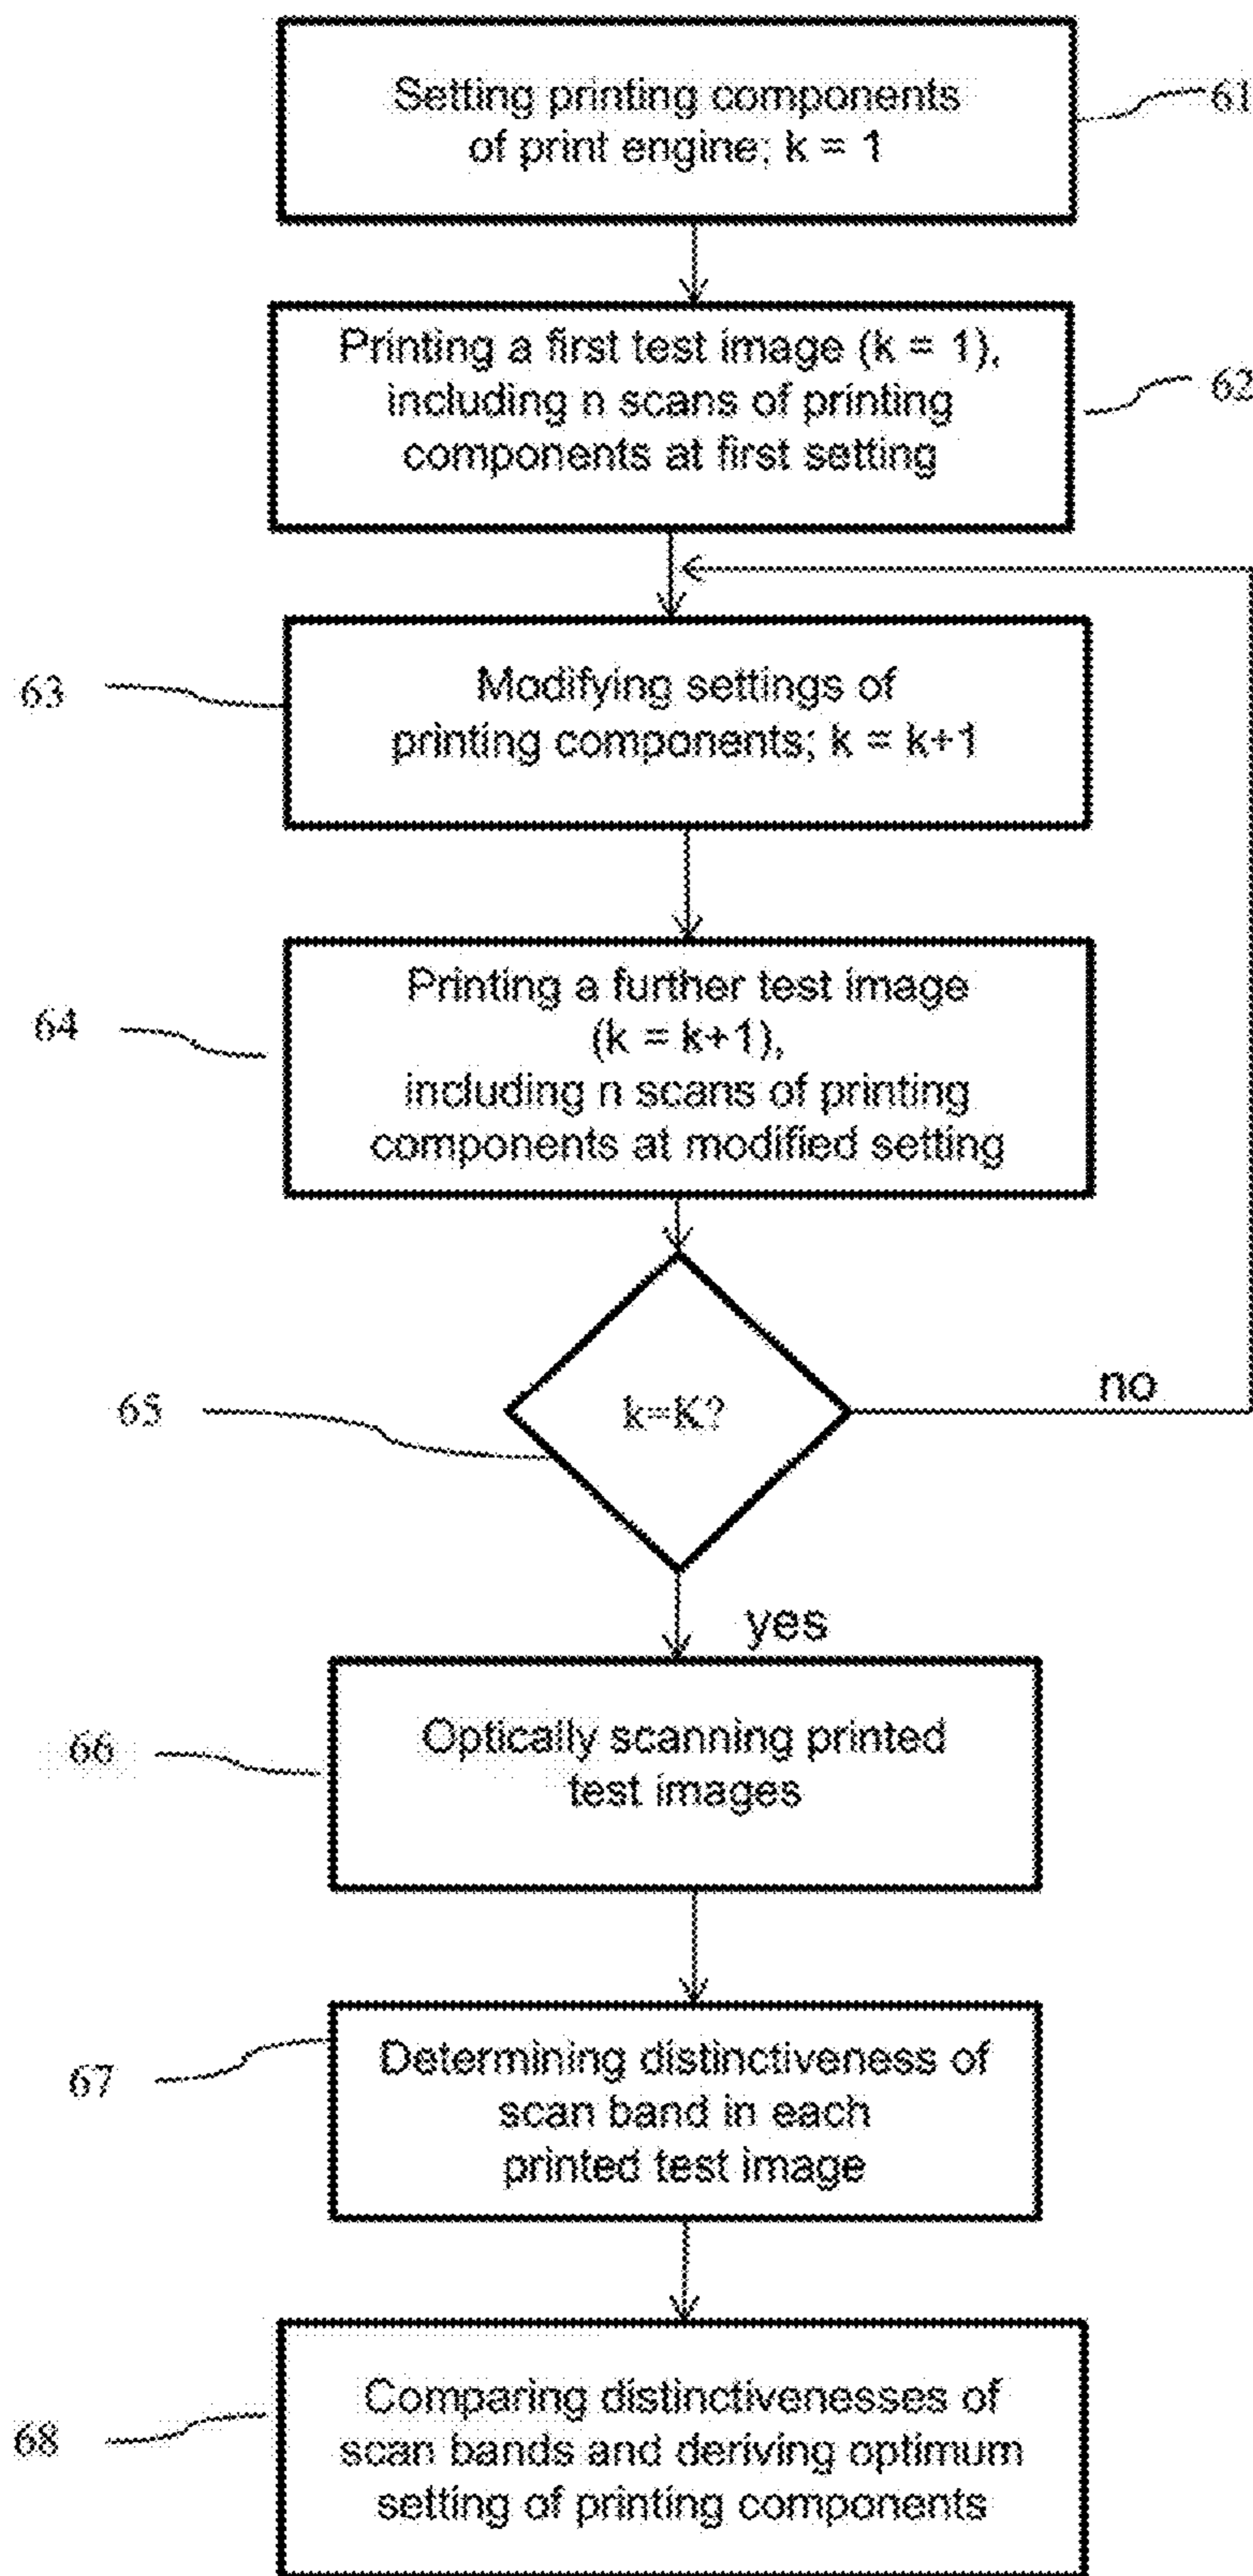 Setting printing components
of print engine; k = 1
61
Printing a first test image (k = 1),
including n scans of printing
components at first setting
62
63
Modifying settings of
printing components; k = k+1
64
Printing a further test image
(k = k+1),
including n scans of printing
components at modified setting
65
k=K?
no
yes
66
Optically scanning printed
test images
67
Determining distinctiveness of
scan band in each
printed test image
68
Comparing distinctivenesses of
scan bands and deriving optimum
setting of printing components